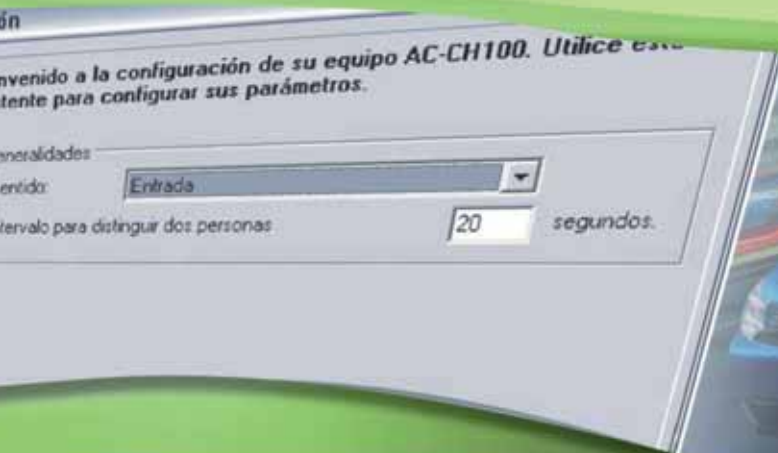 ón
nvenido a la configuración de su equipo AC-CH100. Utilice
tente para configurar sus parámetros.
eneralidades
entido: Entrada
tervalo para distinguir dos personas 20 segundos.